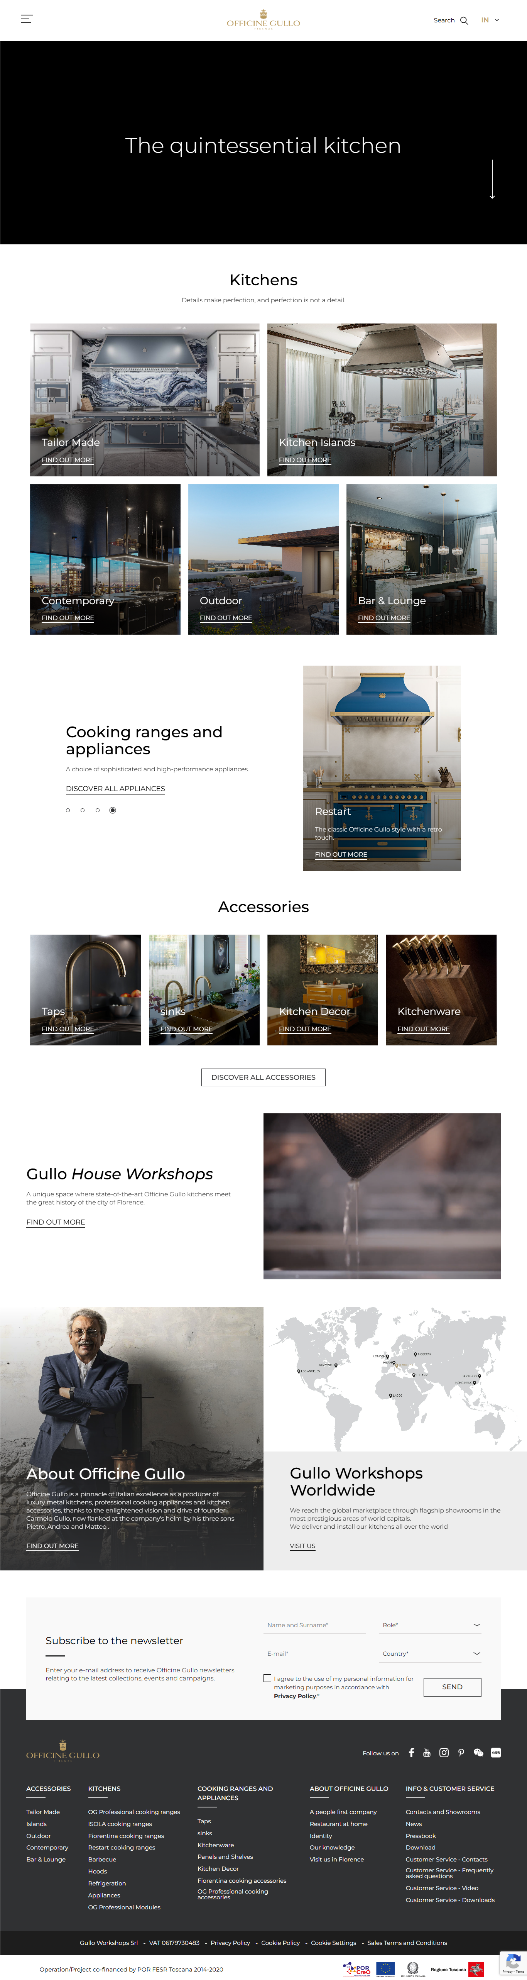 OFFICINE GULLO
Search
IN
The quintessential kitchen
Kitchens
Details make perfection, and perfection is not a detail
Tailor Made
FIND OUT MORE
Kitchen Islands
FIND OUT MORE
Contemporary
FIND OUT MORE
Outdoor
FIND OUT MORE
Bar & Lounge
FIND OUT MORE
Cooking ranges and
appliances
A choice of sophisticated and high-performance appliances
DISCOVER ALL APPLIANCES
Restart
The classic Officine Gullo style with a retro
touch.
FIND OUT MORE
Accessories
Taps
FIND OUT MORE
sinks
FIND OUT MORE
Kitchen Decor
FIND OUT MORE
Kitchenware
FIND OUT MORE
DISCOVER ALL ACCESSORIES
Gullo House Workshops
A unique space where state-of-the-art Officine Gullo kitchens meet
the great history of the city of Florence
FIND OUT MORE
About Officine Gullo
Officine Gullo is a pinnacle of Italian excellence as a producer of
luxury metal kitchens, professional cooking appliances and kitchen
accessories, thanks to the enlightened vision and drive of founder
Carmelo Gullo, now flanked at the company's helm by his three sons
Pietro, Andrea and Matteo.
FIND OUT MORE
Gullo Workshops
Worldwide
We reach the global marketplace through flagship showrooms in the
most prestigious areas of world capitals.
We deliver and install our kitchens all over the world
VISIT US
Subscribe to the newsletter
Enter your e-mail address to receive Officine Gullo newsletters
relating to the latest collections, events and campaigns.
Name and Surname*
Role*
E-mail*
Country*
I agree to the use of my personal information for
marketing purposes in accordance with
Privacy Policy*
SEND
OFFICINE GULLO
Follow us on
ACCESSORIES
Tailor Made
Islands
Outdoor
Contemporary
Bar & Lounge
KITCHENS
OG Professional cooking ranges
ISOLA cooking ranges
Fiorentina cooking ranges
Restart cooking ranges
Barbecue
Hoods
Refrigeration
Appliances
OG Professional Modules
COOKING RANGES AND
APPLIANCES
Taps
sinks
Kitchenware
Panels and Shelves
Kitchen Decor
Fiorentina cooking accessories
OG Professional cooking
accessories
ABOUT OFFICINE GULLO
A people first company
Restaurant at home
Identity
Our knowledge
Visit us in Florence
INFO & CUSTOMER SERVICE
Contacts and Showrooms
News
Pressbook
Download
Customer Service - Contacts
Customer Service - Frequently
asked questions
Customer Service - Video
Customer Service - Downloads
Gullo Workshops Srl - VAT 06179730483 - Privacy Policy - Cookie Policy - Cookie Settings - Sales Terms and Conditions
Operation/Project co-financed by POR FESR Toscana 2014-2020
Regione Toscana